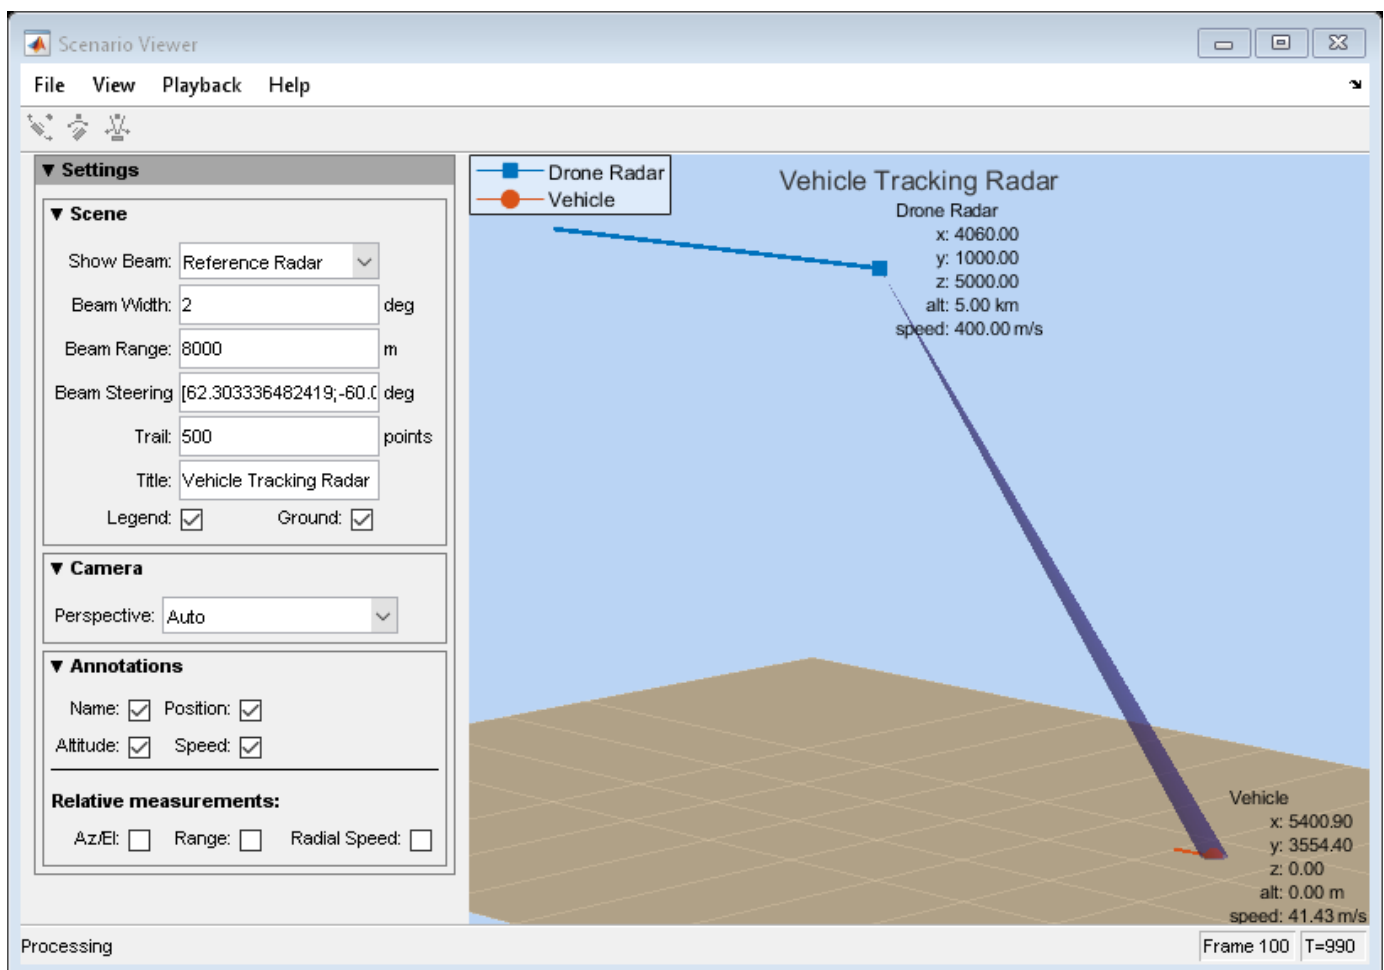 Scenario Viewer
File View Playback Help
▼ Settings
▼ Scene
Show Beam: Reference Radar
Beam Width: 2 deg
Beam Range: 8000 m
Beam Steering [62.303336482419;-60.0 deg
Trail: 500 points
Title: Vehicle Tracking Radar
Legend: Ground:
▼ Camera
Perspective: Auto
▼ Annotations
Name: Position:
Altitude: Speed:
Relative measurements:
Az/El: Range: Radial Speed:
Drone Radar
Vehicle
Vehicle Tracking Radar
Drone Radar
x: 4060.00
y: 1000.00
z: 5000.00
alt: 5.00 km
speed: 400.00 m/s
Vehicle
x: 5400.90
y: 3554.40
z: 0.00
alt: 0.00 m
speed: 41.43 m/s
Processing
Frame 100 T=990